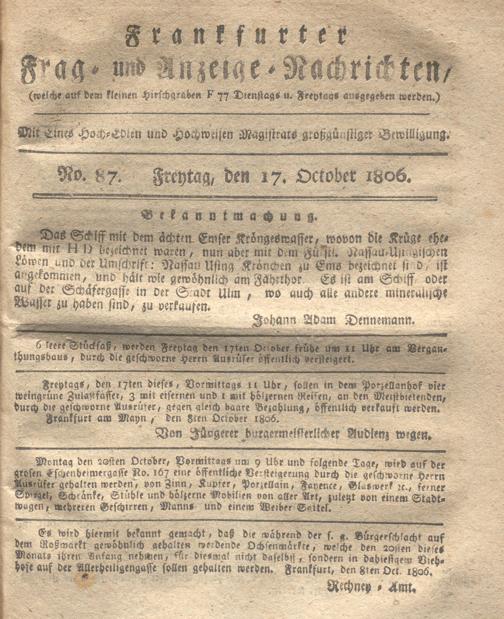 Frankfurter
Frag- und Anzeige-Nachrichten,
(welche auf dem kleinen Hirschgraben F 77 Dienstags u. Freytags ausgegeben werden.)
Mit Eines Hoch-Edlen und Hochweisen Magistrats großgünstiger Bewilligung.
No. 87. Freytag, den 17. October 1806.
Bekanntmachung.
Das Schiff mit dem ächten Emser Kröngeswasser, wovon die Krüge ehe-
dem mit HD bezeichnet waren, nun aber mit dem Fürstl. Nassau-Usingischen
Löwen und der Umschrift: Nassau Using Krönchen zu Ems bezeichnet sind, ist
angekommen, und hält wie gewöhnlich am Fahrthor. Es ist am Schiff oder
auf der Schäfergasse in der Stadt Ulm, wo auch alle andere mineralische
Wasser zu haben sind, zu verkaufen.
Johann Adam Dennemann.
6 leere Stückfaß, werden Freytag den 17ten October frühe um 11 Uhr am Vergan-
thungshaus, durch die geschworne Herrn Ausrüfer öffentlich versteigert.
Freytags, den 17ten dieses, Vormittags 11 Uhr, sollen in dem Porzellanhof vier
weingrüne Zulastfässer, 3 mit eisernen und 1 mit hölzernen Reifen, an den Meistbietenden,
durch die geschworne Ausrüfer, gegen gleich baare Bezahlung, öffentlich verkauft werden.
Frankfurt am Mayn, den 8ten October 1806.
Von Jüngerer burgermeisterlicher Audienz wegen.
Montag den 20sten October, Vormittags um 9 Uhr und folgende Tage, wird auf der
großen Eschenheimergasse No. 167 eine öffentliche Versteigerung durch die geschworne Herrn
Ausrüfer gehalten werden, von Zinn, Kupfer, Porzellain, Fayence, Glaswerk ꝛc., ferner
Spiegel, Schränke, Stühle und hölzerne Mobilien von aller Art, zulezt von einem Stadt-
wagen, mehreren Geschirren, Manns- und einem Weiber Sattel.
Es wird hiermit bekannt gemacht, daß die während der s. g. Bürgerschlacht auf
dem Roßmarkt gewöhnlich gehalten werdende Ochsenmärkte, welche den 20sten dieses
Monats ihren Anfang nehmen, für diesmal nicht daselbst, sondern in dahiesigem Vieh-
hofe auf der Allerheiligengasse sollen gehalten werden. Frankfurt, den 8ten Oct. 1806.
Rechney-Amt.